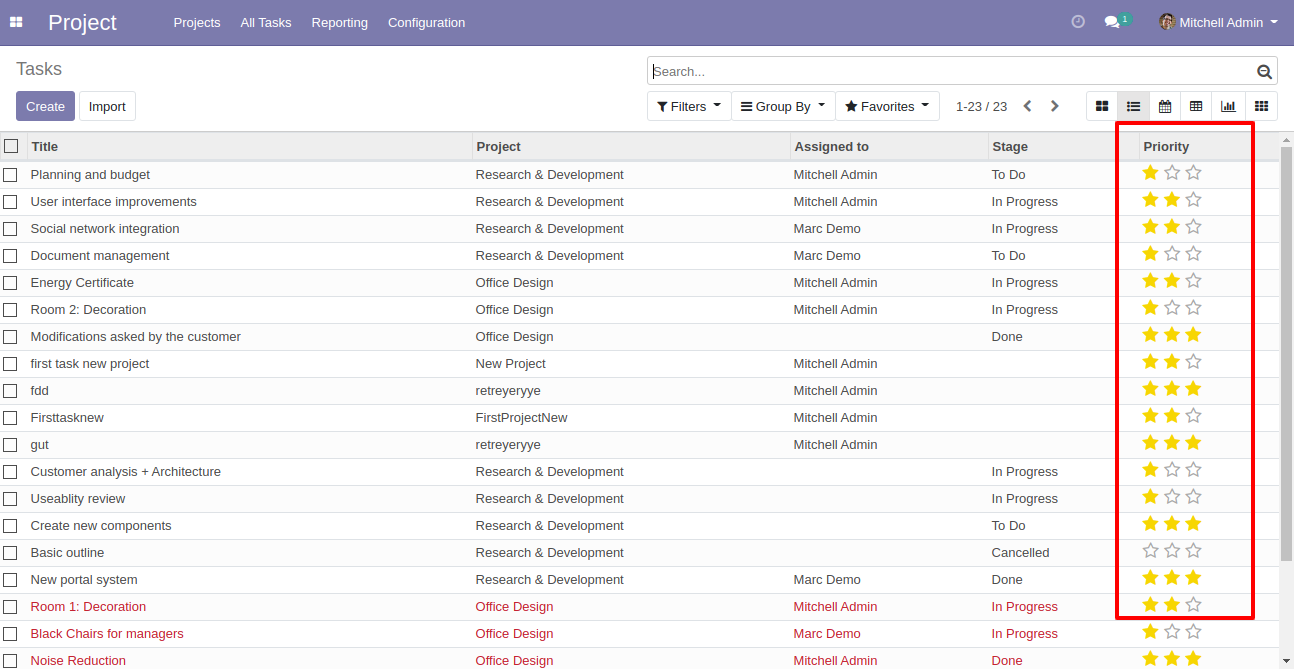 Project Projects All Tasks Reporting Configuration 1 Mitchell Admin
Tasks Search...
Create Import Filters Group By Favorites 1-23 / 23
Title Project Assigned to Stage Priority
Planning and budget Research & Development Mitchell Admin To Do
User interface improvements Research & Development Mitchell Admin In Progress
Social network integration Research & Development Marc Demo In Progress
Document management Research & Development Marc Demo To Do
Energy Certificate Office Design Mitchell Admin In Progress
Room 2: Decoration Office Design Mitchell Admin In Progress
Modifications asked by the customer Office Design Done
first task new project New Project Mitchell Admin
fdd retreyeryye Mitchell Admin
Firsttasknew FirstProjectNew Mitchell Admin
gut retreyeryye Mitchell Admin
Customer analysis + Architecture Research & Development In Progress
Useablity review Research & Development In Progress
Create new components Research & Development To Do
Basic outline Research & Development Cancelled
New portal system Research & Development Marc Demo Done
Room 1: Decoration Office Design Mitchell Admin In Progress
Black Chairs for managers Office Design Marc Demo In Progress
Noise Reduction Office Design Mitchell Admin Done